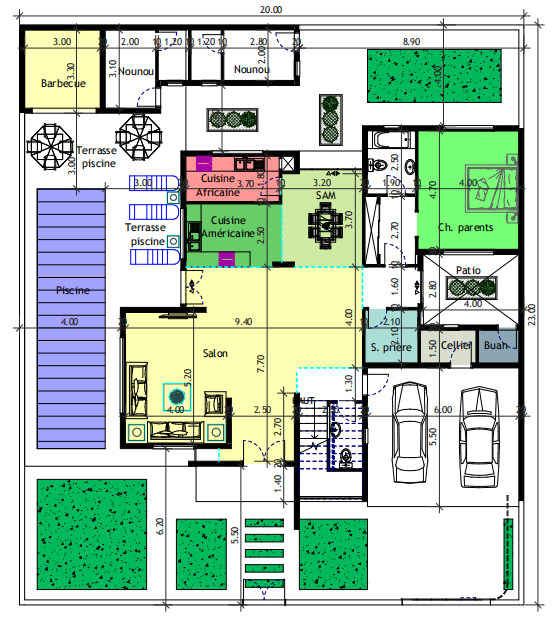 20.00
3.00
2.00
1.20
1.20
2.80
20
8.90
3.30
3.10
2.00
4.00
Nounou
Nounou
Barbecue
Terrasse
piscine
3.00
3.00
Cuisine
Africaine
3.70
1.80
3.20
SAM
3.70
2.50
1.90
4.70
4.00
Ch. parents
Terrasse
piscine
Cuisine
Américaine
2.50
2.70
Patio
2.80
4.00
1.60
Piscine
4.00
9.40
4.00
2.10
2.10
S. prière
1.50
Cellier
Buan
23.00
Salon
7.70
5.20
1.30
4.00
2.50
2.70
6.00
5.50
1.40
6.20
5.50